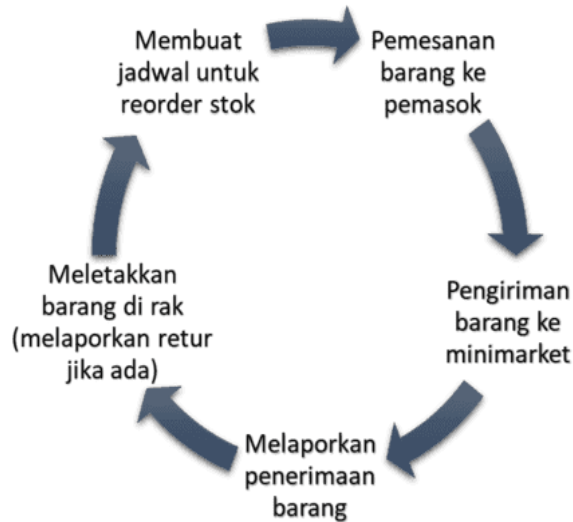 Membuat
jadwal untuk
reorder stok
Pemesanan
barang ke
pemasok
Pengiriman
barang ke
minimarket
Melaporkan
penerimaan
barang
Meletakkan
barang di rak
(melaporkan retur
jika ada)